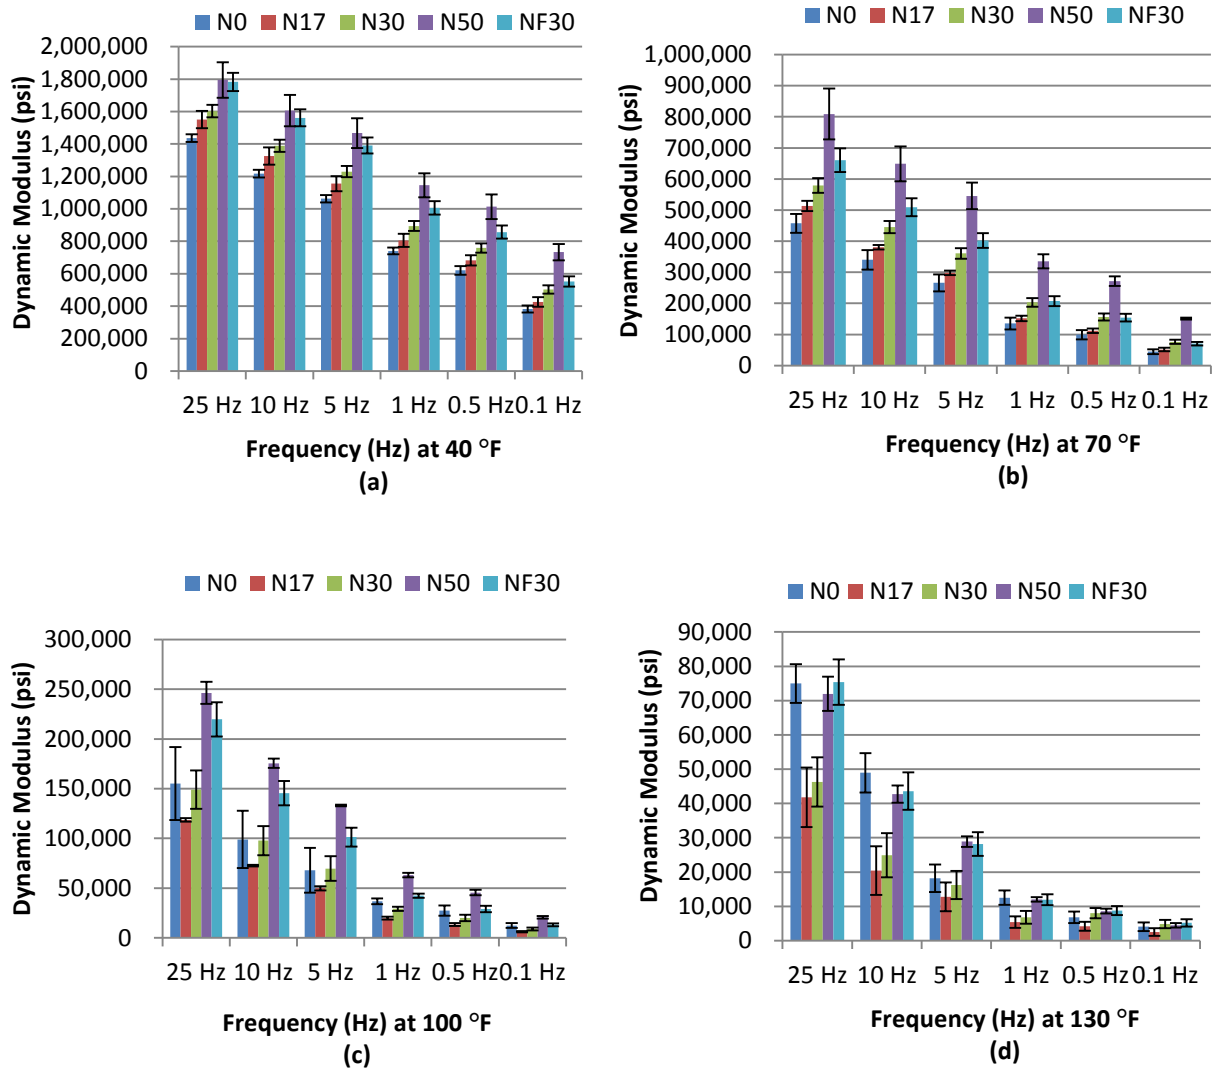 N0 N17 N30 N50 NF30
Dynamic Modulus (psi)
2,000,000
1,800,000
1,600,000
1,400,000
1,200,000
1,000,000
800,000
600,000
400,000
200,000
0
25 Hz 10 Hz 5 Hz 1 Hz 0.5 Hz 0.1 Hz
Frequency (Hz) at 40 °F
(a)
N0 N17 N30 N50 NF30
Dynamic Modulus (psi)
1,000,000
900,000
800,000
700,000
600,000
500,000
400,000
300,000
200,000
100,000
0
25 Hz 10 Hz 5 Hz 1 Hz 0.5 Hz 0.1 Hz
Frequency (Hz) at 70 °F
(b)
N0 N17 N30 N50 NF30
Dynamic Modulus (psi)
300,000
250,000
200,000
150,000
100,000
50,000
0
25 Hz 10 Hz 5 Hz 1 Hz 0.5 Hz 0.1 Hz
Frequency (Hz) at 100 °F
(c)
N0 N17 N30 N50 NF30
Dynamic Modulus (psi)
90,000
80,000
70,000
60,000
50,000
40,000
30,000
20,000
10,000
0
25 Hz 10 Hz 5 Hz 1 Hz 0.5 Hz 0.1 Hz
Frequency (Hz) at 130 °F
(d)